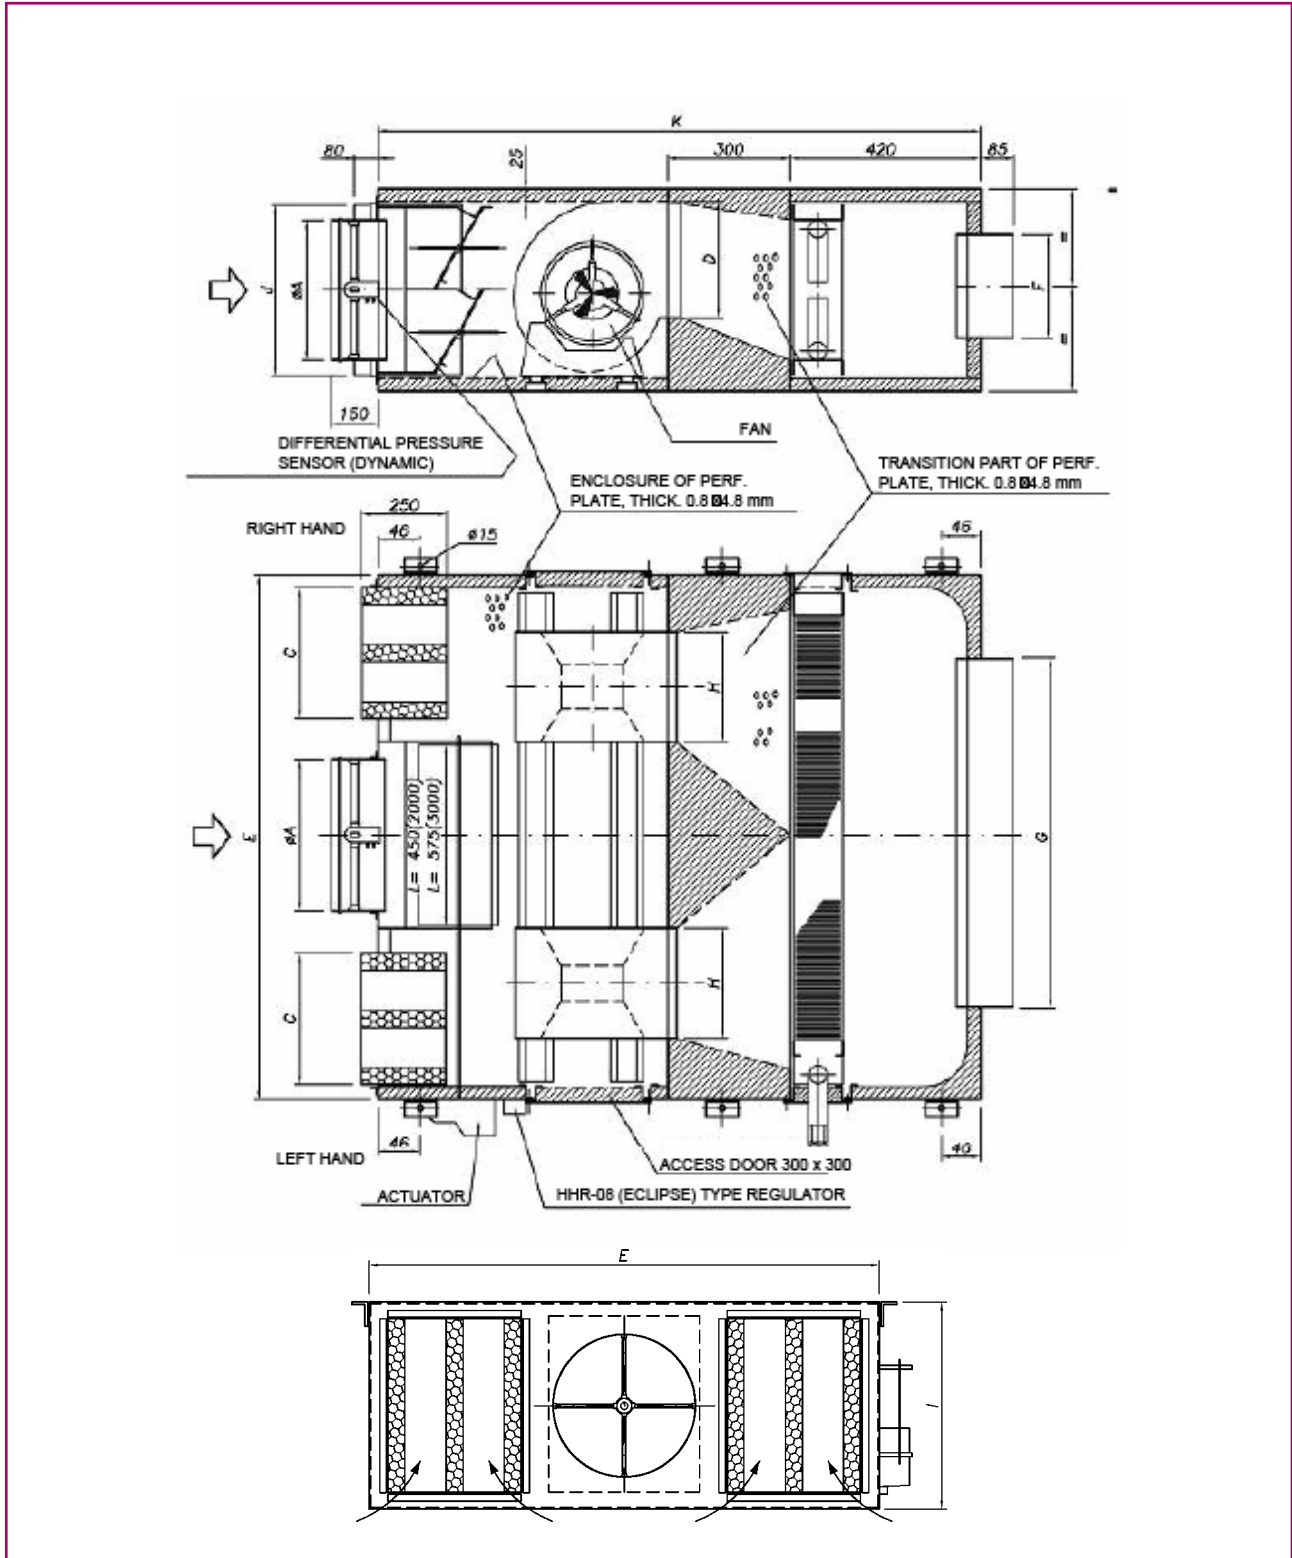 K
80
25
300
420
85
J
øA
D
F
=
=
150
DIFFERENTIAL PRESSURE
SENSOR (DYNAMIC)
FAN
ENCLOSURE OF PERF.
PLATE, THICK. 0.8 Ø4.8 mm
TRANSITION PART OF PERF.
PLATE, THICK. 0.8 Ø4.8 mm
250
RIGHT HAND
46
ø15
46
C
H
E
øA
L= 450(2000)
L= 575(3000)
G
C
H
46
LEFT HAND
40
ACCESS DOOR 300 x 300
ACTUATOR
HHR-08 (ECLIPSE) TYPE REGULATOR
E
I